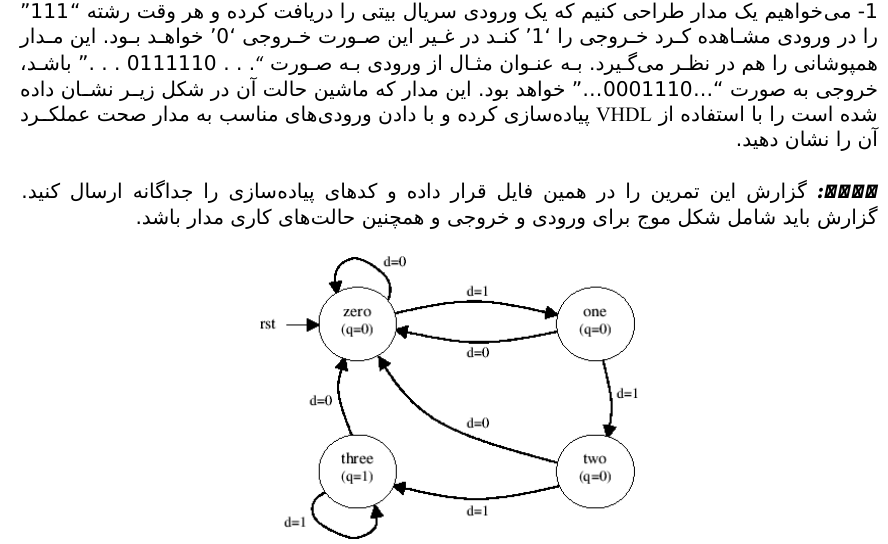 1- می‌خواهیم یک مدار طراحی کنیم که یک ورودی سریال بیتی را دریافت کرده و هر وقت رشته “111”
را در ورودی مشاهده کرد خروجی را ‘1’ کند در غیر این صورت خروجی ‘0’ خواهد بود. این مدار
همپوشانی را هم در نظر می‌گیرد. به عنوان مثال از ورودی به صورت “. . . 0111110 . . .” باشد،
خروجی به صورت “...0001110...” خواهد بود. این مدار که ماشین حالت آن در شکل زیر نشان داده
شده است را با استفاده از VHDL پیاده‌سازی کرده و با دادن ورودی‌های مناسب به مدار صحت عملکرد
آن را نشان دهید.
: گزارش این تمرین را در همین فایل قرار داده و کدهای پیاده‌سازی را جداگانه ارسال کنید.
گزارش باید شامل شکل موج برای ورودی و خروجی و همچنین حالت‌های کاری مدار باشد.
d=0
d=1
zero
(q=0)
one
(q=0)
rst
d=0
d=1
d=0
d=0
three
(q=1)
two
(q=0)
d=1
d=1